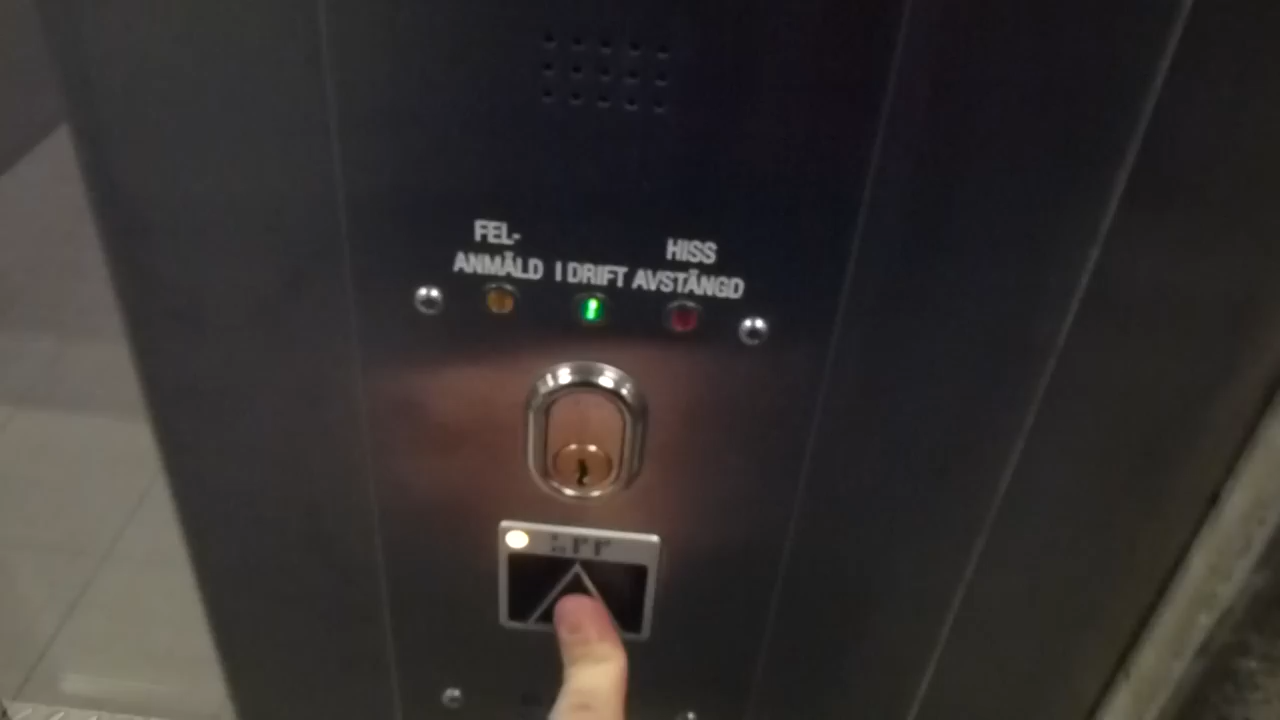 FEL-
ANMÄLD
I DRIFT
HISS
AVSTÄNGD